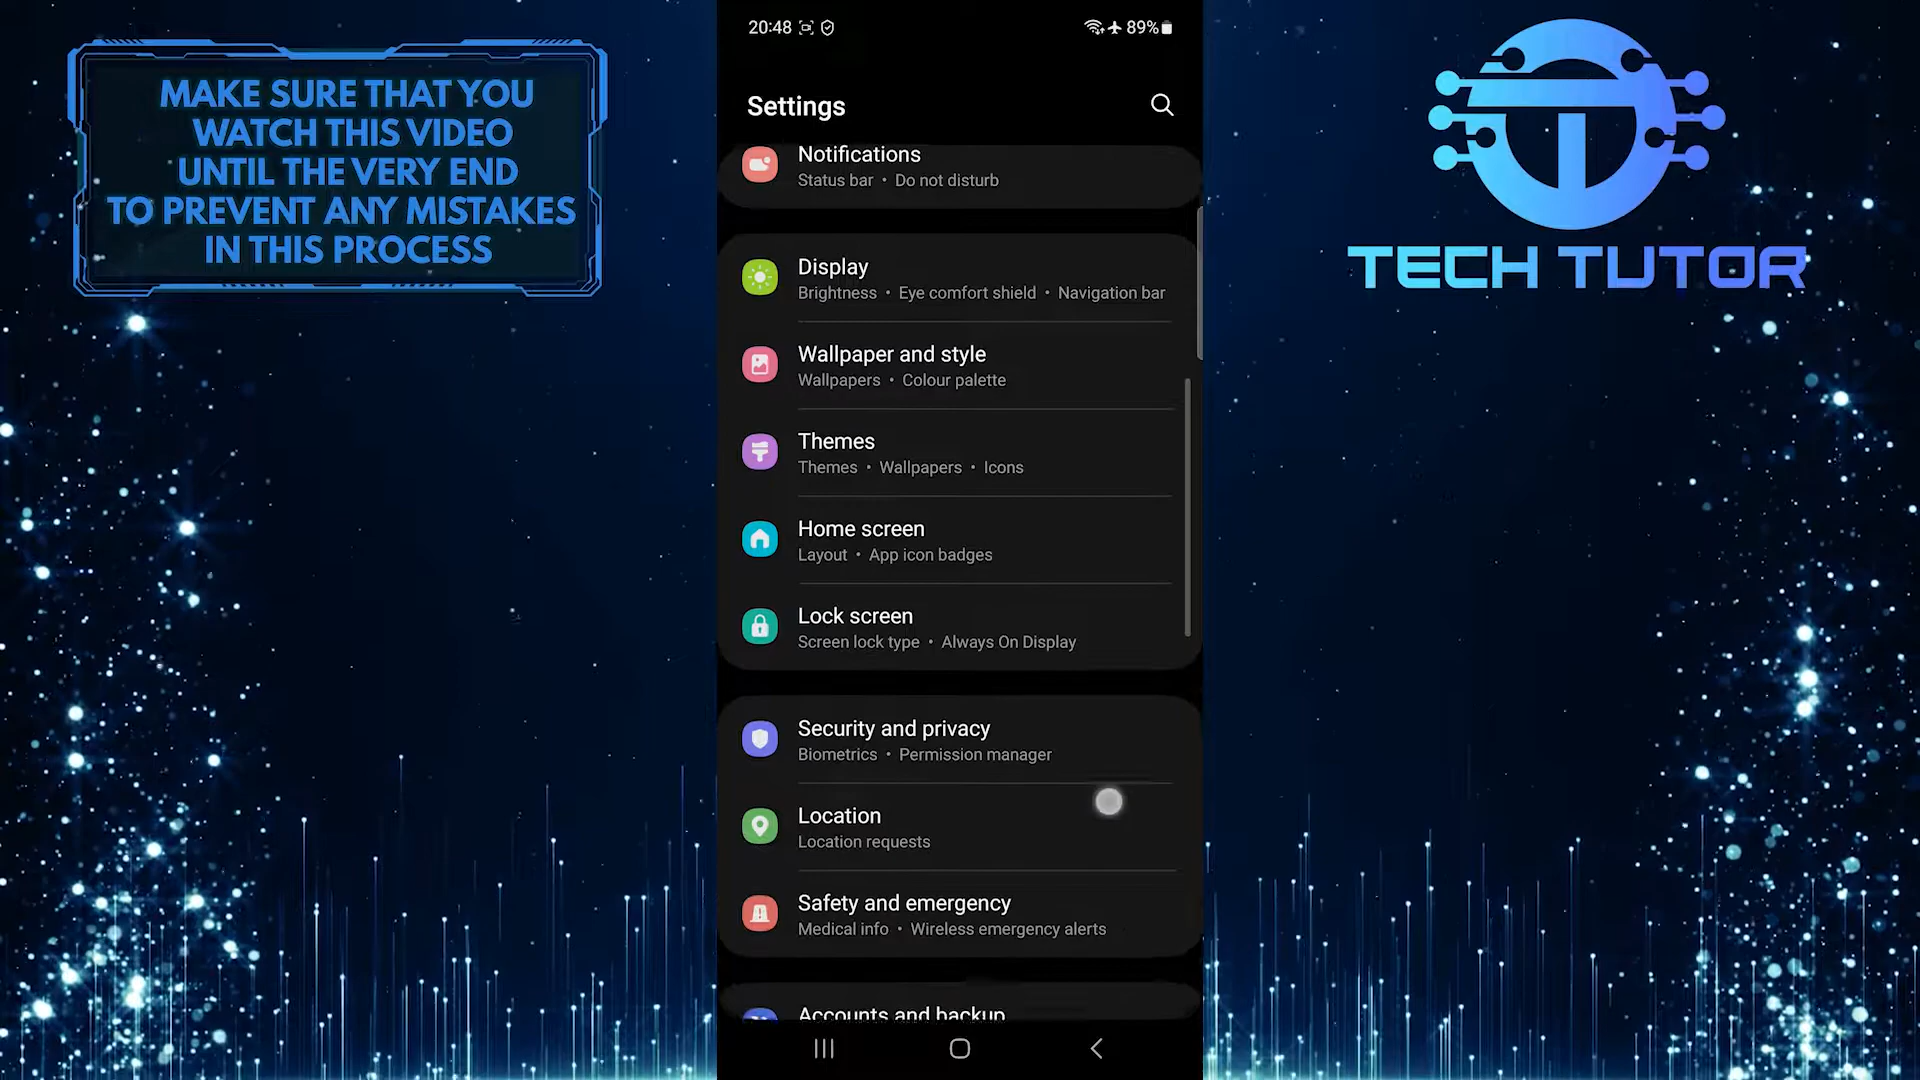 MAKE SURE THAT YOU
WATCH THIS VIDEO
UNTIL THE VERY END
TO PREVENT ANY MISTAKES
IN THIS PROCESS
20:48
89%
Settings
Notifications
Status bar • Do not disturb
Display
Brightness • Eye comfort shield • Navigation bar
Wallpaper and style
Wallpapers • Colour palette
Themes
Themes • Wallpapers • Icons
Home screen
Layout • App icon badges
Lock screen
Screen lock type • Always On Display
Security and privacy
Biometrics • Permission manager
Location
Location requests
Safety and emergency
Medical info • Wireless emergency alerts
Accounts and backup
TECH TUTOR